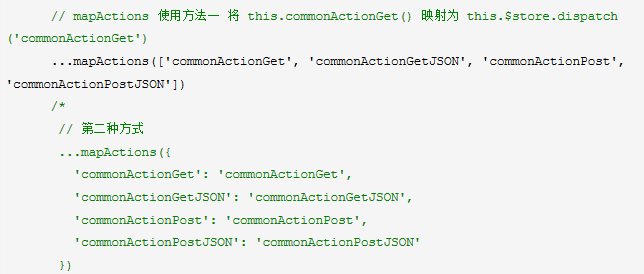 // mapActions 使用方法一 将 this.commonActionGet() 映射为 this.$store.dispatch
('commonActionGet')
...mapActions(['commonActionGet', 'commonActionGetJSON', 'commonActionPost',
'commonActionPostJSON'])
/*
// 第二种方式
...mapActions({
'commonActionGet': 'commonActionGet',
'commonActionGetJSON': 'commonActionGetJSON',
'commonActionPost': 'commonActionPost',
'commonActionPostJSON': 'commonActionPostJSON'
})